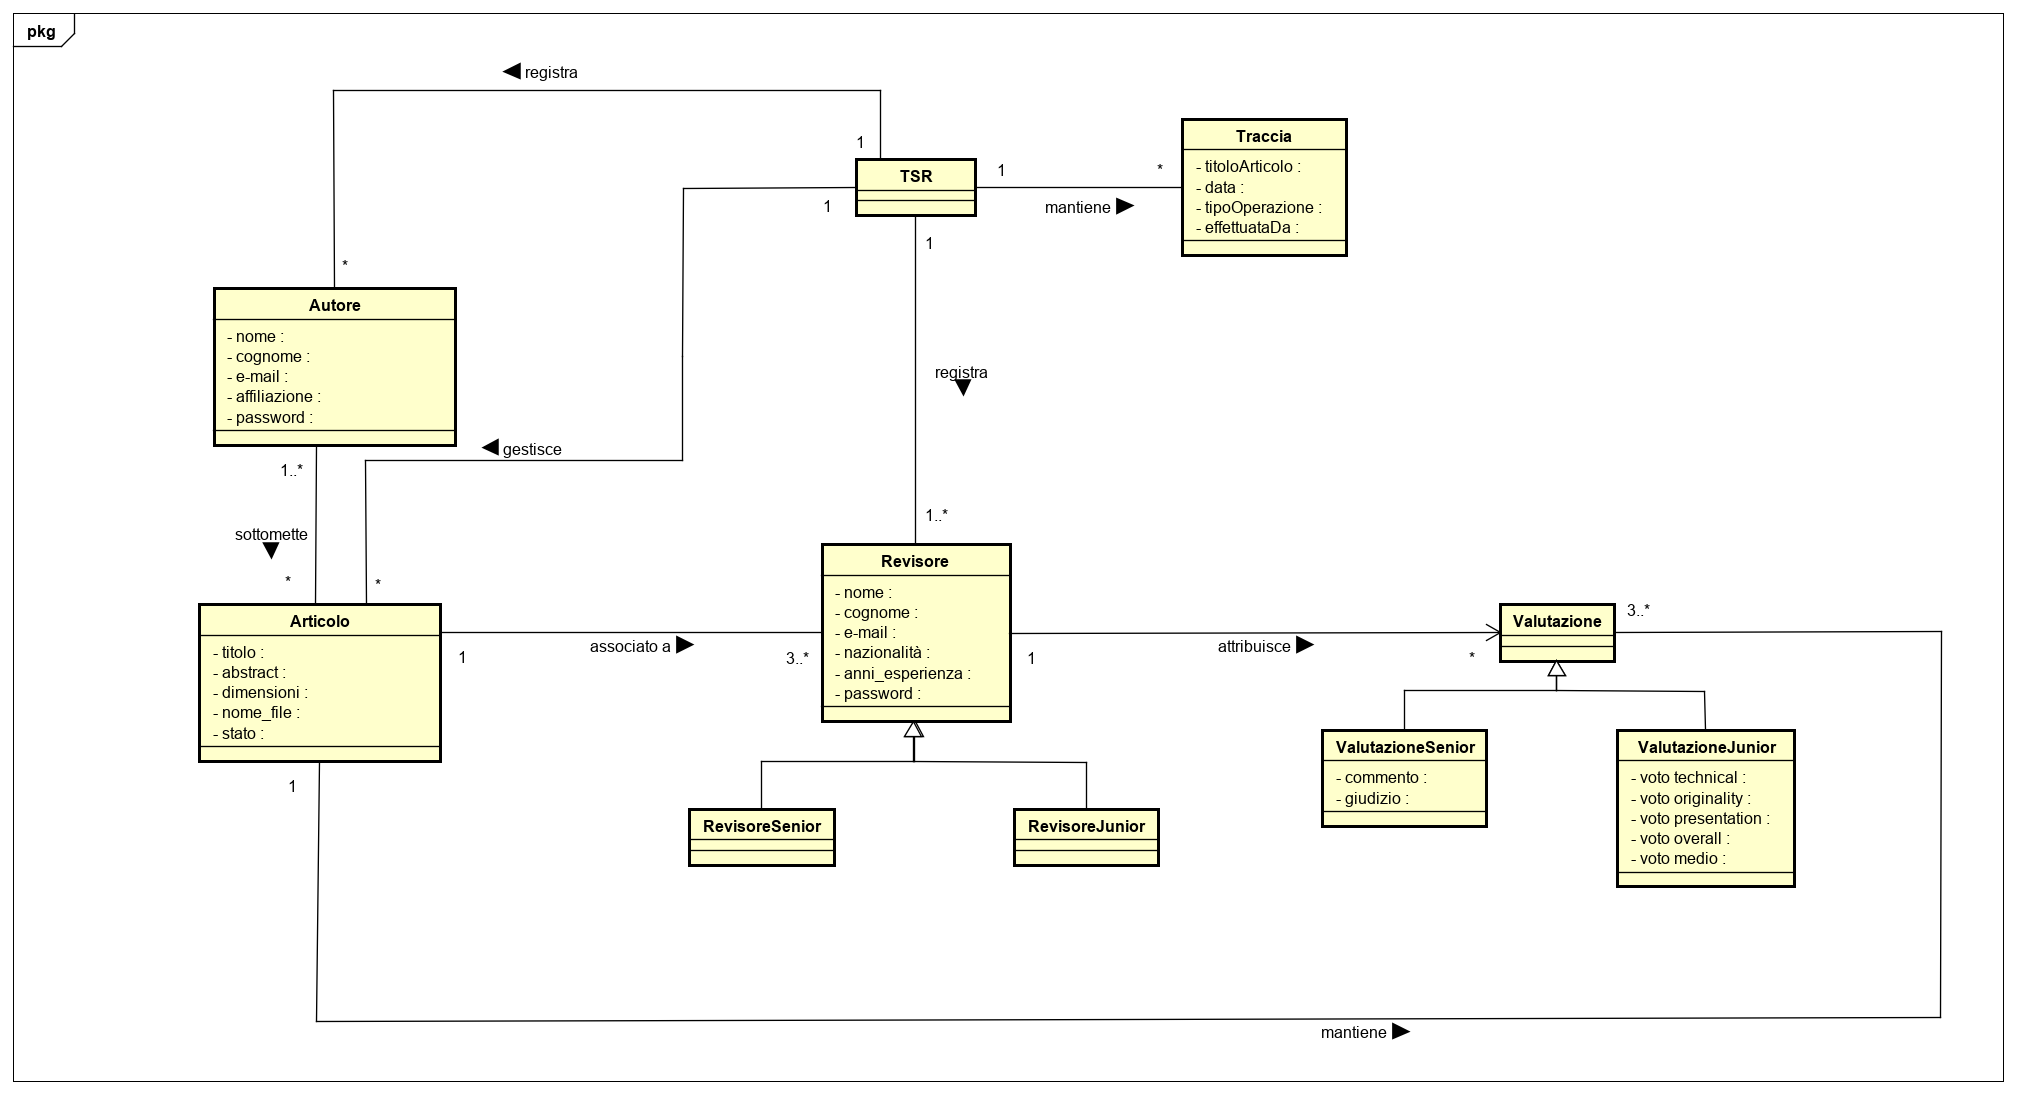 pkg
registra
1
TSR
1
*
mantiene
1
1
Traccia
- titoloArticolo :
- data :
- tipoOperazione :
- effettuataDa :
*
Autore
- nome :
- cognome :
- e-mail :
- affiliazione :
- password :
registra
gestisce
1..*
sottomette
*
*
1..*
Articolo
- titolo :
- abstract :
- dimensioni :
- nome_file :
- stato :
1
associato a
3..*
1
Revisore
- nome :
- cognome :
- e-mail :
- nazionalità :
- anni_esperienza :
- password :
1
attribuisce
*
Valutazione
3..*
RevisoreSenior
RevisoreJunior
ValutazioneSenior
- commento :
- giudizio :
ValutazioneJunior
- voto technical :
- voto originality :
- voto presentation :
- voto overall :
- voto medio :
mantiene